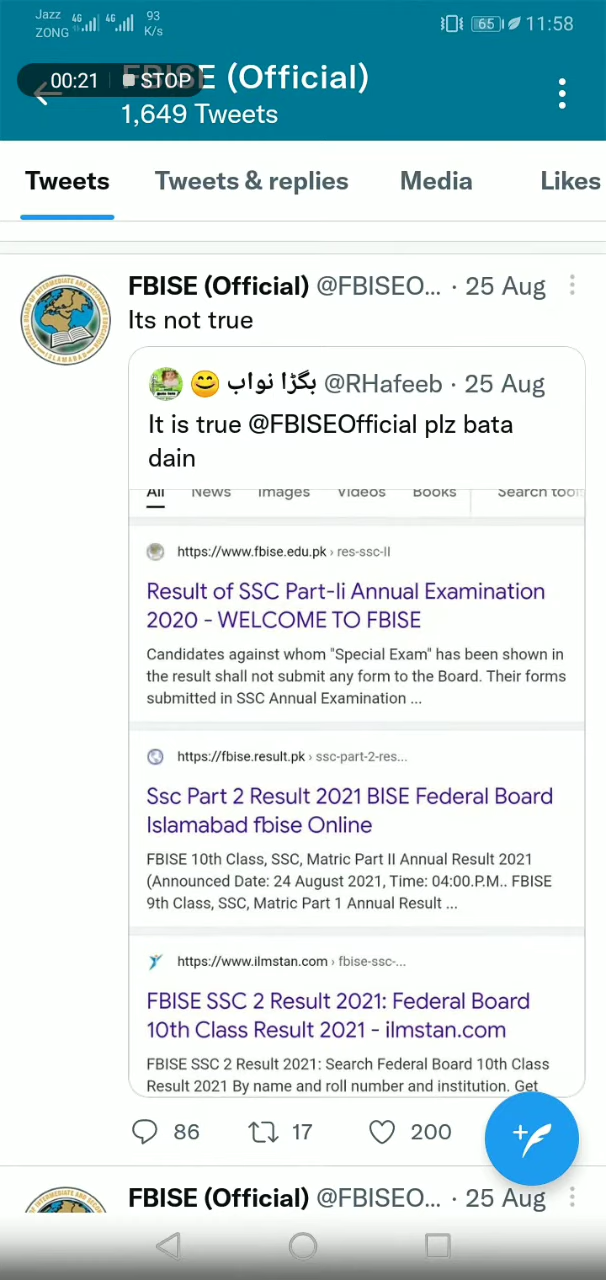 Jazz 4G 4G 93
ZONG K/s
65 11:58
00:21 STOP E (Official)
1,649 Tweets
Tweets Tweets & replies Media Likes
FBISE (Official) @FBISEO... · 25 Aug
Its not true
😊 بگڑا نواب @RHafeeb · 25 Aug
It is true @FBISEOfficial plz bata
dain
All News Images Videos Books Search tools
https://www.fbise.edu.pk › res-ssc-II
Result of SSC Part-Ii Annual Examination
2020 - WELCOME TO FBISE
Candidates against whom "Special Exam" has been shown in
the result shall not submit any form to the Board. Their forms
submitted in SSC Annual Examination ...
https://fbise.result.pk › ssc-part-2-res...
Ssc Part 2 Result 2021 BISE Federal Board
Islamabad fbise Online
FBISE 10th Class, SSC, Matric Part II Annual Result 2021
(Announced Date: 24 August 2021, Time: 04:00.P.M.. FBISE
9th Class, SSC, Matric Part 1 Annual Result ...
https://www.ilmstan.com › fbise-ssc-...
FBISE SSC 2 Result 2021: Federal Board
10th Class Result 2021 - ilmstan.com
FBISE SSC 2 Result 2021: Search Federal Board 10th Class
Result 2021 By name and roll number and institution. Get
86 17 200
FBISE (Official) @FBISEO... · 25 Aug